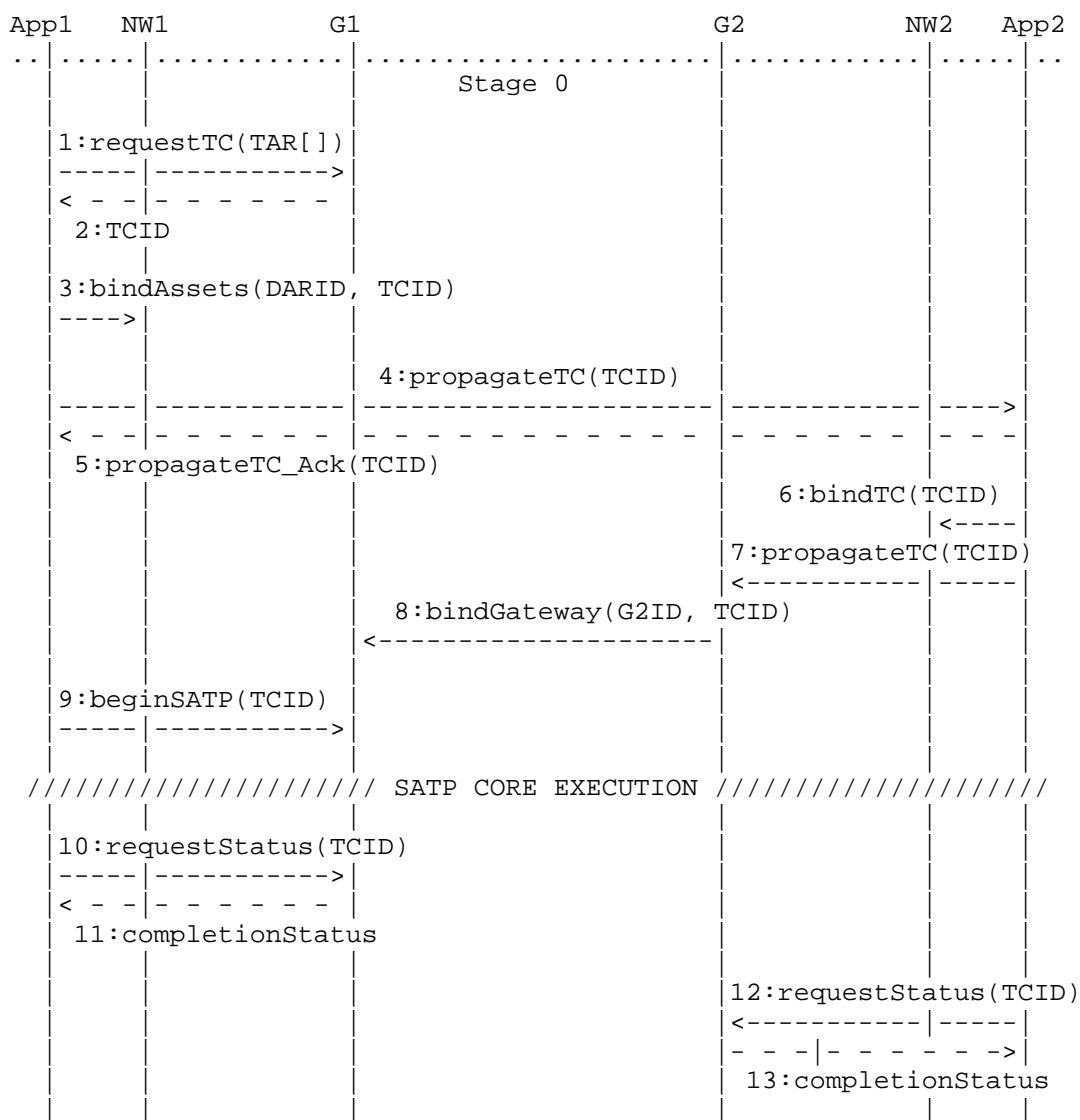 App1 NW1 G1 G2 NW2 App2
Stage 0
1:requestTC(TAR[])
2:TCID
3:bindAssets(DARID, TCID)
4:propagateTC(TCID)
5:propagateTC_Ack(TCID)
6:bindTC(TCID)
7:propagateTC(TCID)
8:bindGateway(G2ID, TCID)
9:beginSATP(TCID)
////////////////////// SATP CORE EXECUTION /////////////////////
10:requestStatus(TCID)
11:completionStatus
12:requestStatus(TCID)
13:completionStatus